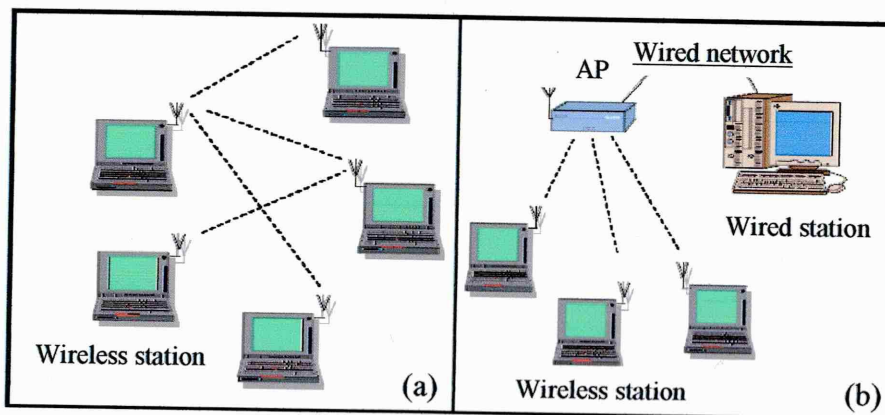 Wireless station
(a)
AP
Wired network
Wired station
Wireless station
(b)